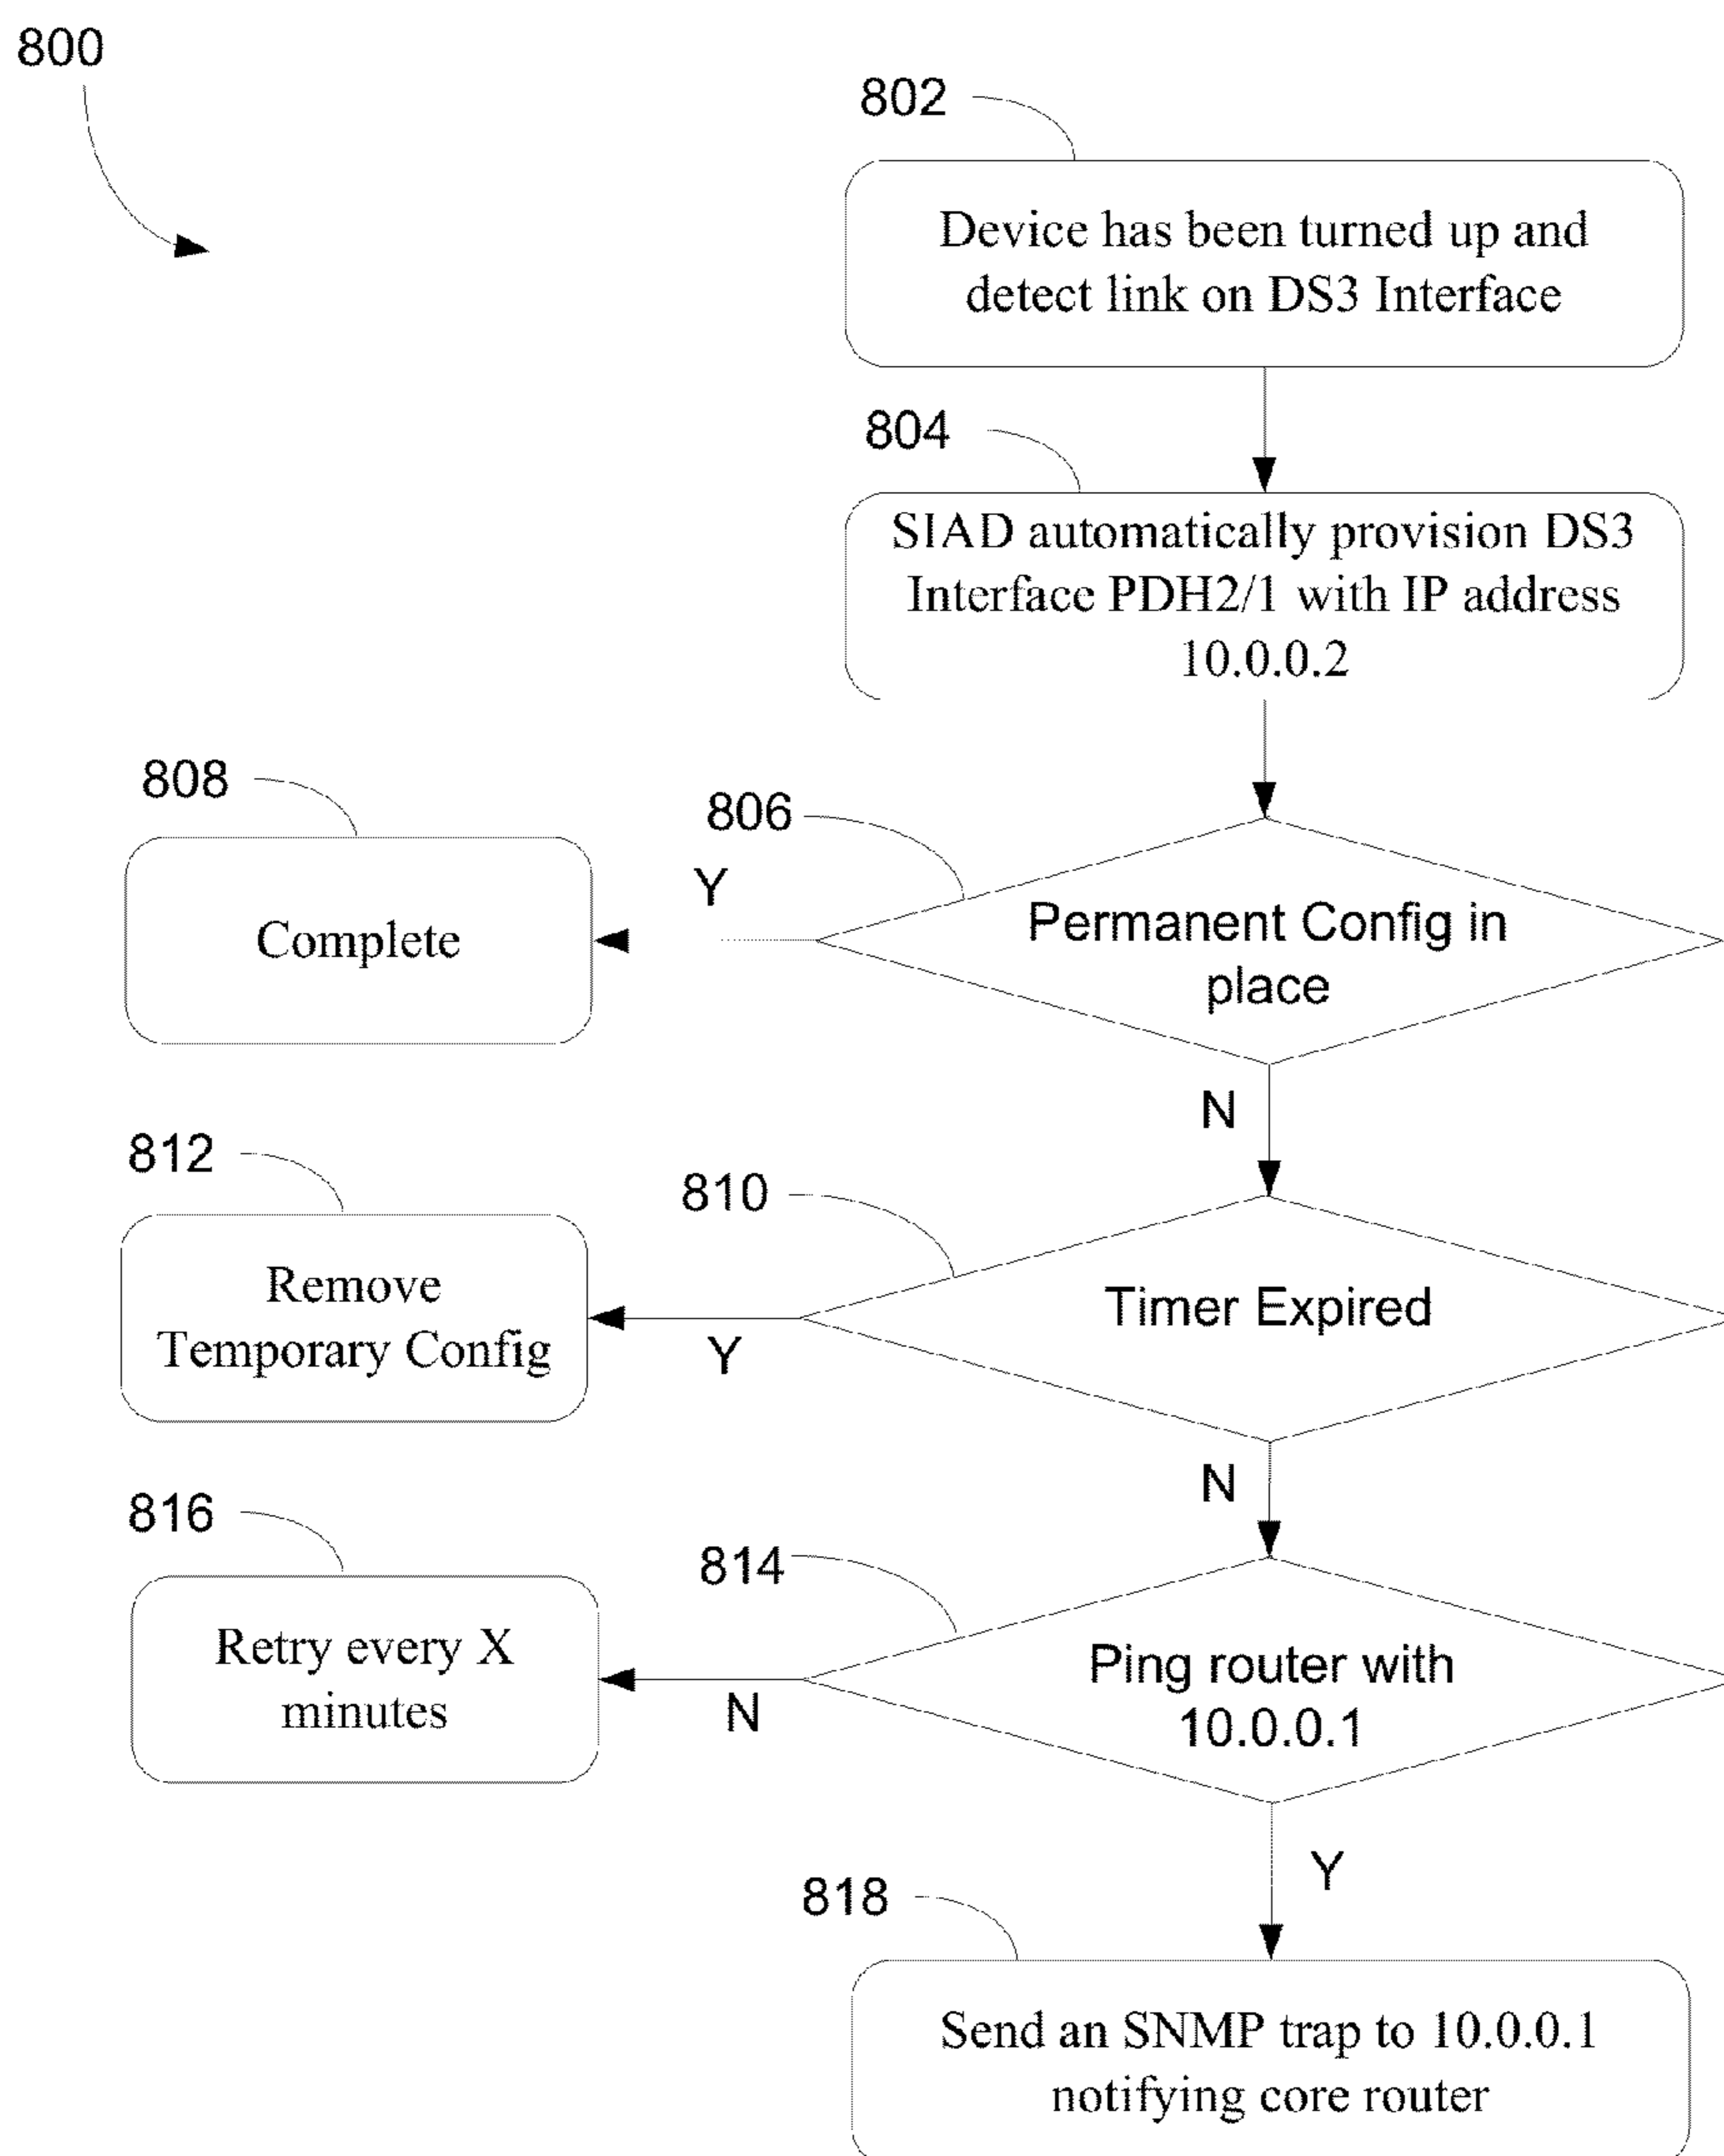 800
802
Device has been turned up and
detect link on DS3 Interface
804
SIAD automatically provision DS3
Interface PDH2/1 with IP address
10.0.0.2
808
806
Y
Complete
Permanent Config in
place
N
812
810
Remove
Temporary Config
Timer Expired
Y
N
816
814
Retry every X
minutes
Ping router with
10.0.0.1
N
Y
818
Send an SNMP trap to 10.0.0.1
notifying core router